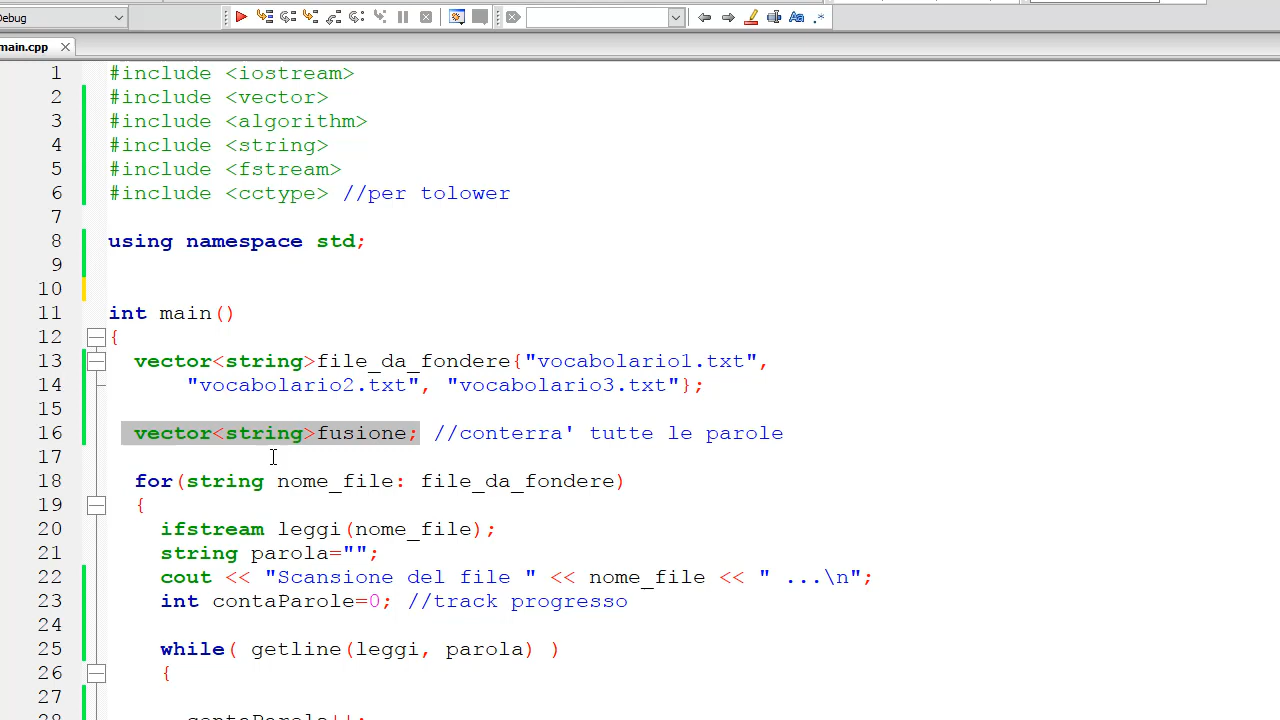 Debug
main.cpp
1 #include <iostream>
2 #include <vector>
3 #include <algorithm>
4 #include <string>
5 #include <fstream>
6 #include <cctype> //per tolower
7
8 using namespace std;
9
10
11 int main()
12 {
13 vector<string>file_da_fondere{"vocabolario1.txt",
14 "vocabolario2.txt", "vocabolario3.txt"};
15
16 vector<string>fusione; //conterra' tutte le parole
17
18 for(string nome_file: file_da_fondere)
19 {
20 ifstream leggi(nome_file);
21 string parola="";
22 cout << "Scansione del file " << nome_file << " ...\n";
23 int contaParole=0; //track progresso
24
25 while( getline(leggi, parola) )
26 {
27
28 contaParole++;